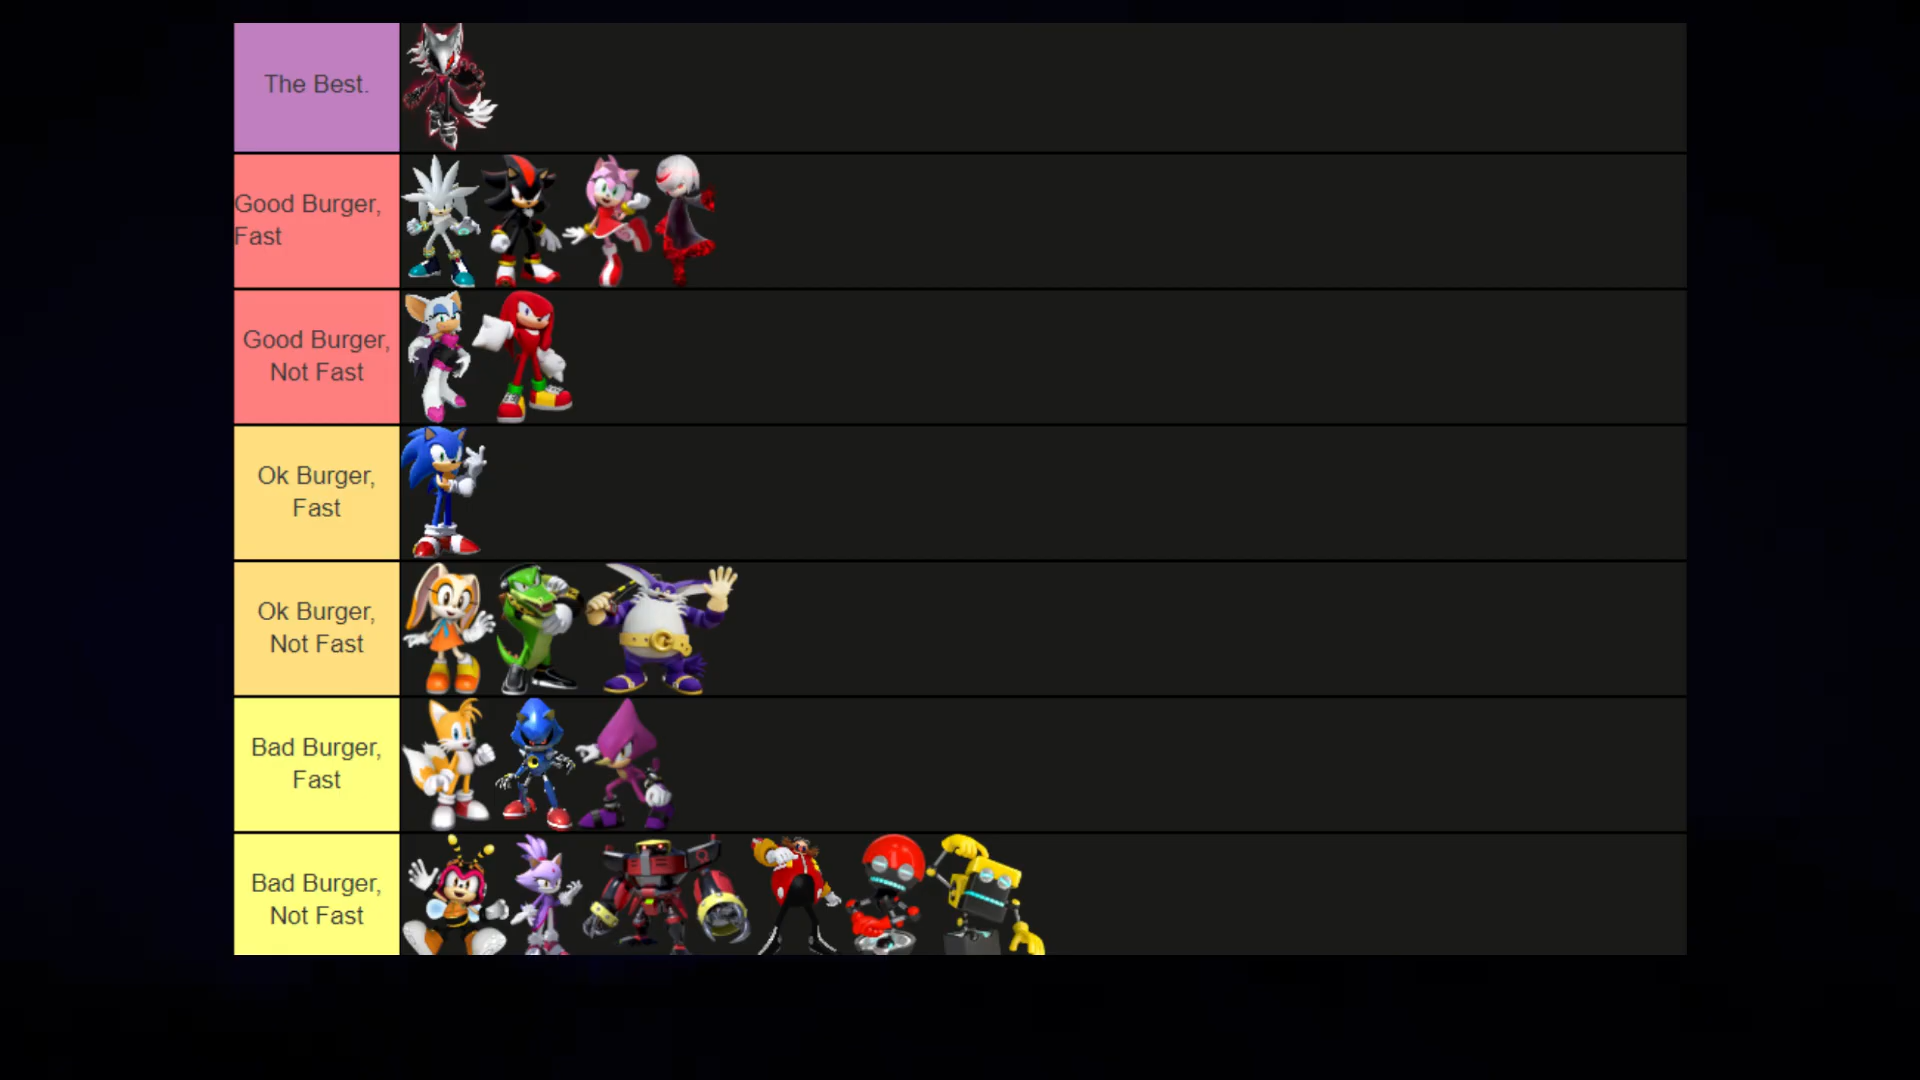 The Best.
Good Burger,
Fast
Good Burger,
Not Fast
Ok Burger,
Fast
Ok Burger,
Not Fast
Bad Burger,
Fast
Bad Burger,
Not Fast